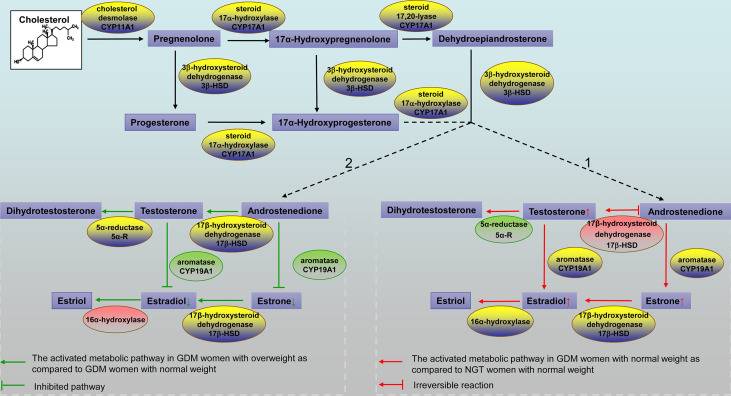 Cholesterol
CH₃
CH₃
CH₃
CH₃
HO
cholesterol
desmolase
CYP11A1
Pregnenolone
steroid
17α-hydroxylase
CYP17A1
17α-Hydroxypregnenolone
steroid
17,20-lyase
CYP17A1
Dehydroepiandrosterone
3β-hydroxysteroid
dehydrogenase
3β-HSD
3β-hydroxysteroid
dehydrogenase
3β-HSD
3β-hydroxysteroid
dehydrogenase
3β-HSD
Progesterone
steroid
17α-hydroxylase
CYP17A1
17α-Hydroxyprogesterone
steroid
17α-hydroxylase
CYP17A1
2
1
Dihydrotestosterone
Testosterone
Androstenedione
5α-reductase
5α-R
17β-hydroxysteroid
dehydrogenase
17β-HSD
aromatase
CYP19A1
aromatase
CYP19A1
Estriol
Estradiol↓
Estrone↓
16α-hydroxylase
17β-hydroxysteroid
dehydrogenase
17β-HSD
The activated metabolic pathway in GDM women with overweight as
compared to GDM women with normal weight
Inhibited pathway
Dihydrotestosterone
Testosterone↑
Androstenedione
5α-reductase
5α-R
17β-hydroxysteroid
dehydrogenase
17β-HSD
aromatase
CYP19A1
aromatase
CYP19A1
Estriol
Estradiol↑
Estrone↑
16α-hydroxylase
17β-hydroxysteroid
dehydrogenase
17β-HSD
The activated metabolic pathway in GDM women with normal weight as
compared to NGT women with normal weight
Irreversible reaction